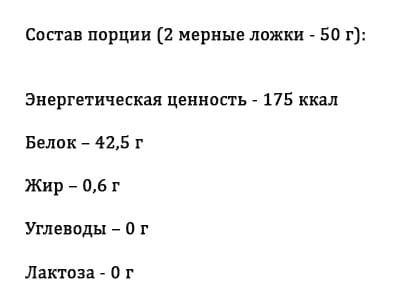 Состав порции (2 мерные ложки - 50 г):
Энергетическая ценность - 175 ккал
Белок – 42,5 г
Жир – 0,6 г
Углеводы – 0 г
Лактоза - 0 г